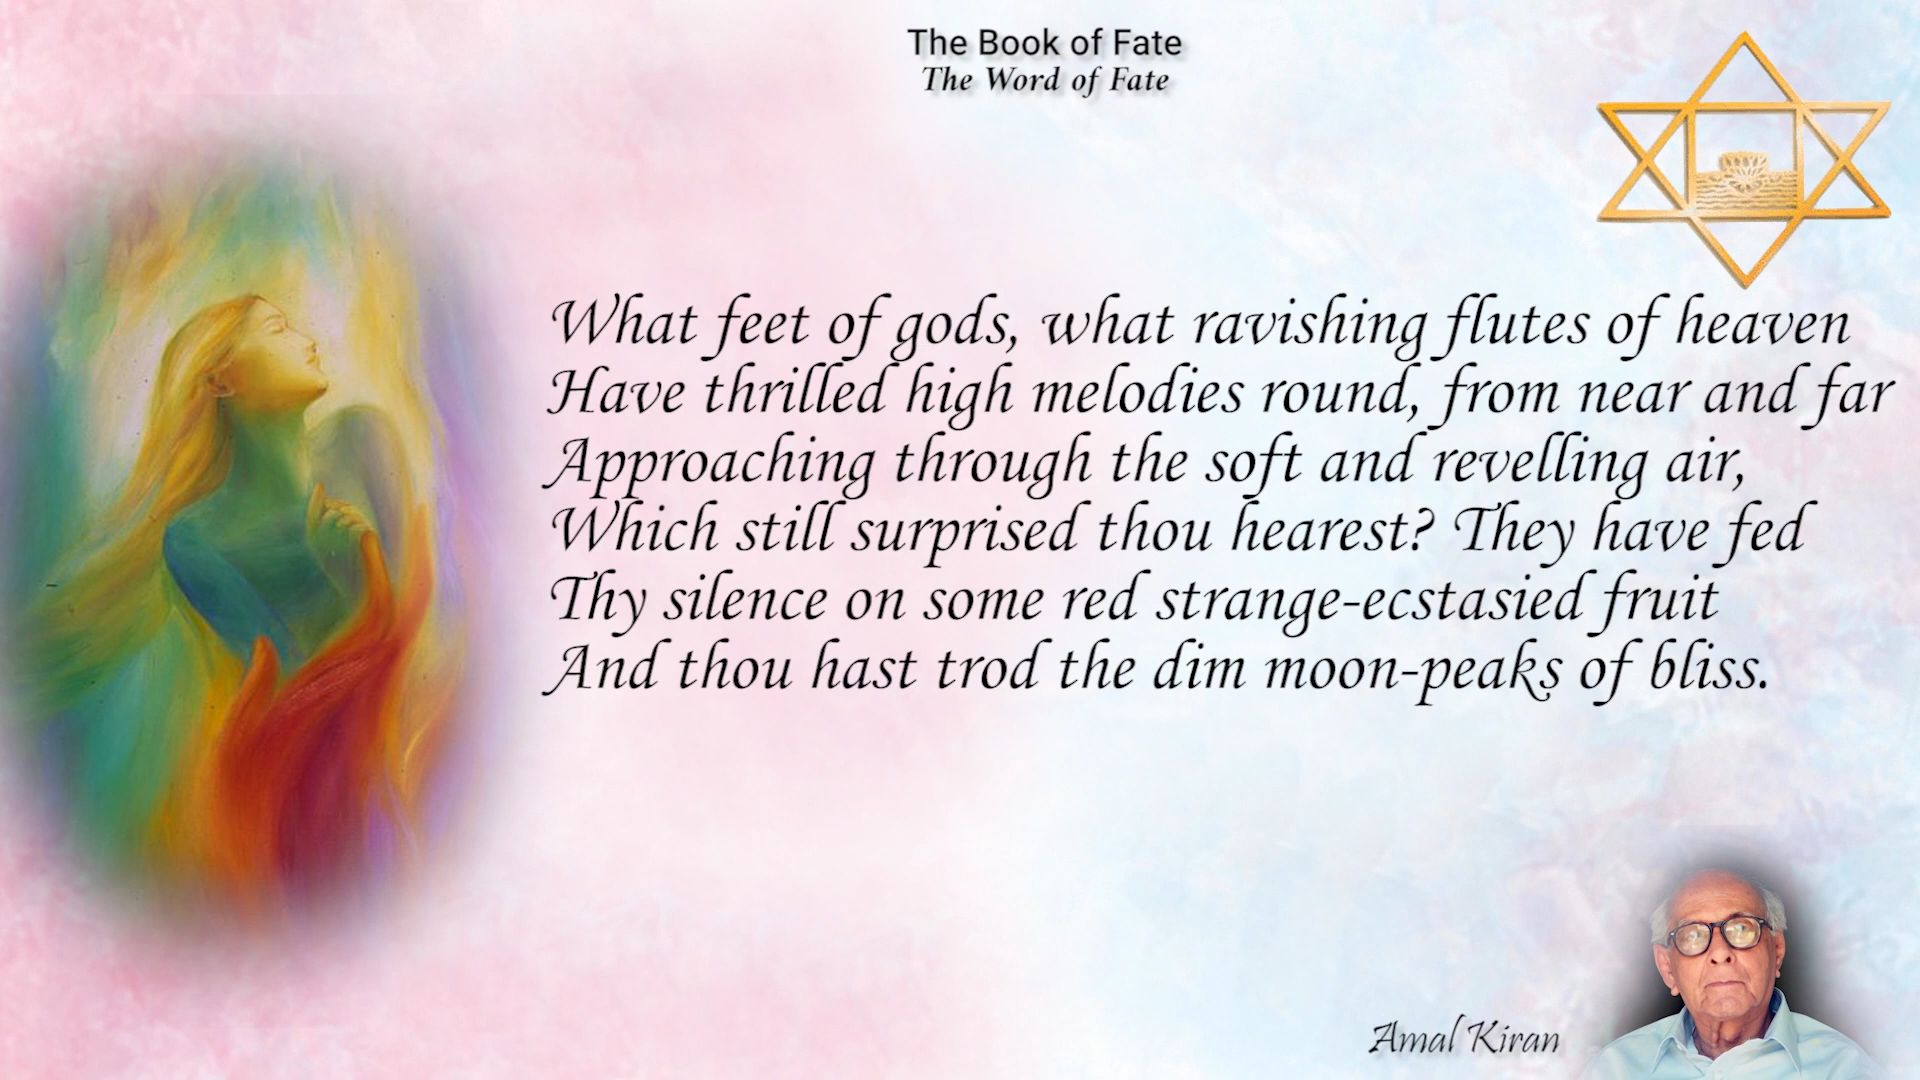 The Book of Fate
The Word of Fate
What feet of gods, what ravishing flutes of heaven
Have thrilled high melodies round, from near and far
Approaching through the soft and revelling air,
Which still surprised thou hearest? They have fed
Thy silence on some red strange-ecstasied fruit
And thou hast trod the dim moon-peaks of bliss.
Amal Kiran